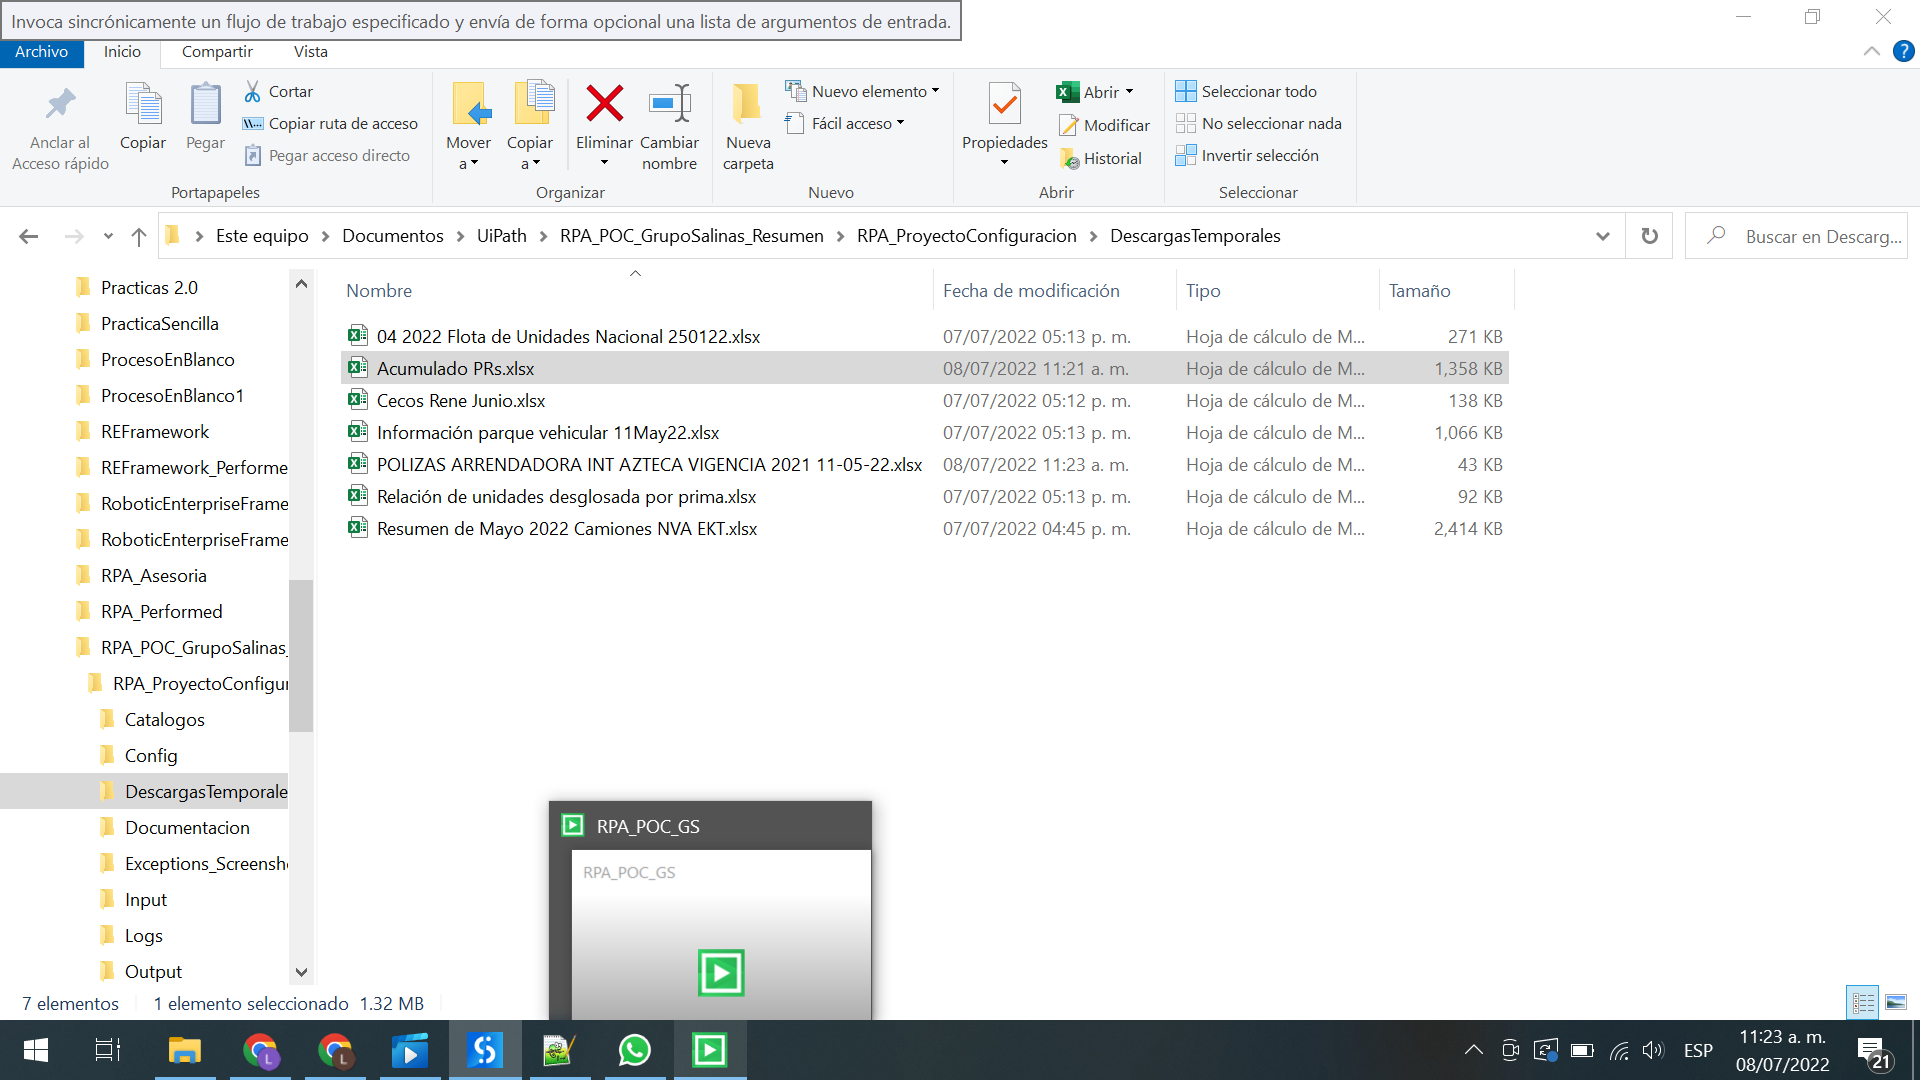 Invoca sincrónicamente un flujo de trabajo especificado y envía de forma opcional una lista de argumentos de entrada.
Archivo Inicio Compartir Vista
Anclar al Acceso rápido
Copiar
Pegar
Cortar
Copiar ruta de acceso
Pegar acceso directo
Portapapeles
Mover a
Copiar a
Eliminar
Cambiar nombre
Organizar
Nueva carpeta
Nuevo elemento
Fácil acceso
Nuevo
Propiedades
Abrir
Modificar
Historial
Abrir
Seleccionar todo
No seleccionar nada
Invertir selección
Seleccionar
Este equipo > Documentos > UiPath > RPA_POC_GrupoSalinas_Resumen > RPA_ProyectoConfiguracion > DescargasTemporales
Buscar en Descarg...
Practicas 2.0
PracticaSencilla
ProcesoEnBlanco
ProcesoEnBlanco1
REFramework
REFramework_Performe
RoboticEnterpriseFrame
RoboticEnterpriseFrame
RPA_Asesoria
RPA_Performed
RPA_POC_GrupoSalinas_
RPA_ProyectoConfigur
Catalogos
Config
DescargasTemporale
Documentacion
Exceptions_Screensh
Input
Logs
Output
Nombre Fecha de modificación Tipo Tamaño
04 2022 Flota de Unidades Nacional 250122.xlsx 07/07/2022 05:13 p. m. Hoja de cálculo de M... 271 KB
Acumulado PRs.xlsx 08/07/2022 11:21 a. m. Hoja de cálculo de M... 1,358 KB
Cecos Rene Junio.xlsx 07/07/2022 05:12 p. m. Hoja de cálculo de M... 138 KB
Información parque vehicular 11May22.xlsx 07/07/2022 05:13 p. m. Hoja de cálculo de M... 1,066 KB
POLIZAS ARRENDADORA INT AZTECA VIGENCIA 2021 11-05-22.xlsx 08/07/2022 11:23 a. m. Hoja de cálculo de M... 43 KB
Relación de unidades desglosada por prima.xlsx 07/07/2022 05:13 p. m. Hoja de cálculo de M... 92 KB
Resumen de Mayo 2022 Camiones NVA EKT.xlsx 07/07/2022 04:45 p. m. Hoja de cálculo de M... 2,414 KB
RPA_POC_GS
RPA_POC_GS
7 elementos 1 elemento seleccionado 1.32 MB
L
L
ESP
11:23 a. m.
08/07/2022
21